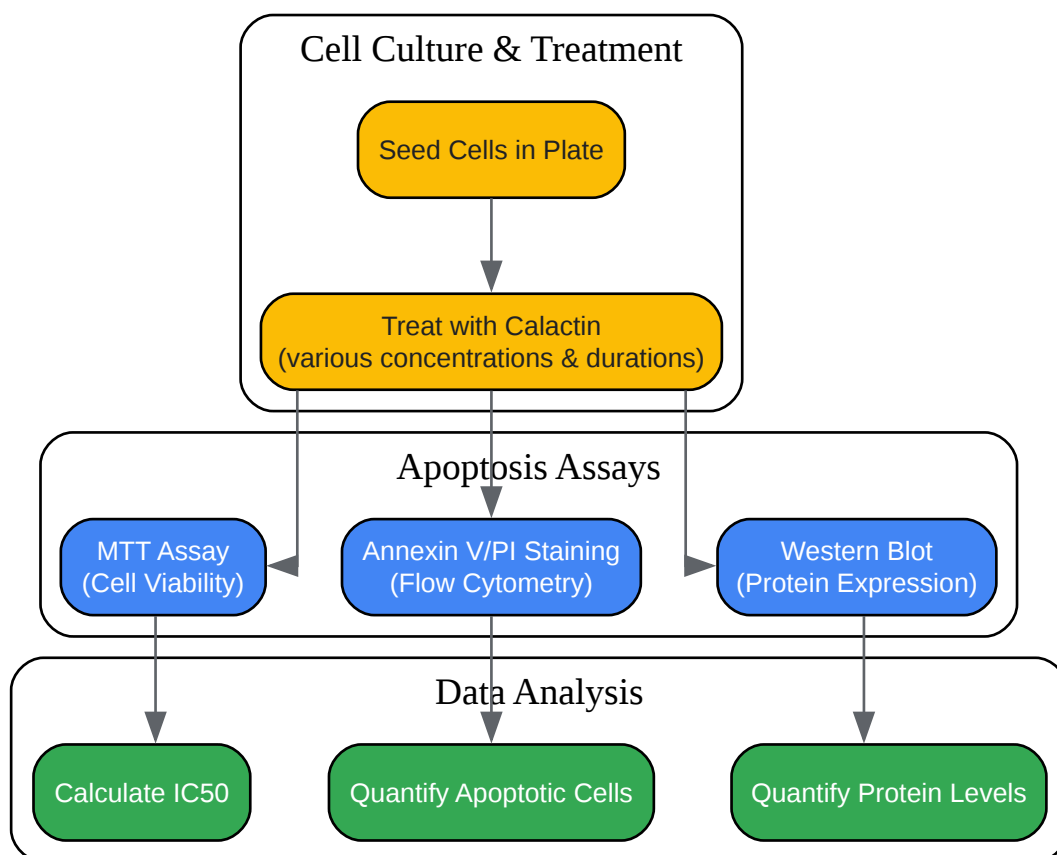 Cell Culture & Treatment
Seed Cells in Plate
Treat with Calactin
(various concentrations & durations)
Apoptosis Assays
MTT Assay
(Cell Viability)
Annexin V/PI Staining
(Flow Cytometry)
Western Blot
(Protein Expression)
Data Analysis
Calculate IC50
Quantify Apoptotic Cells
Quantify Protein Levels